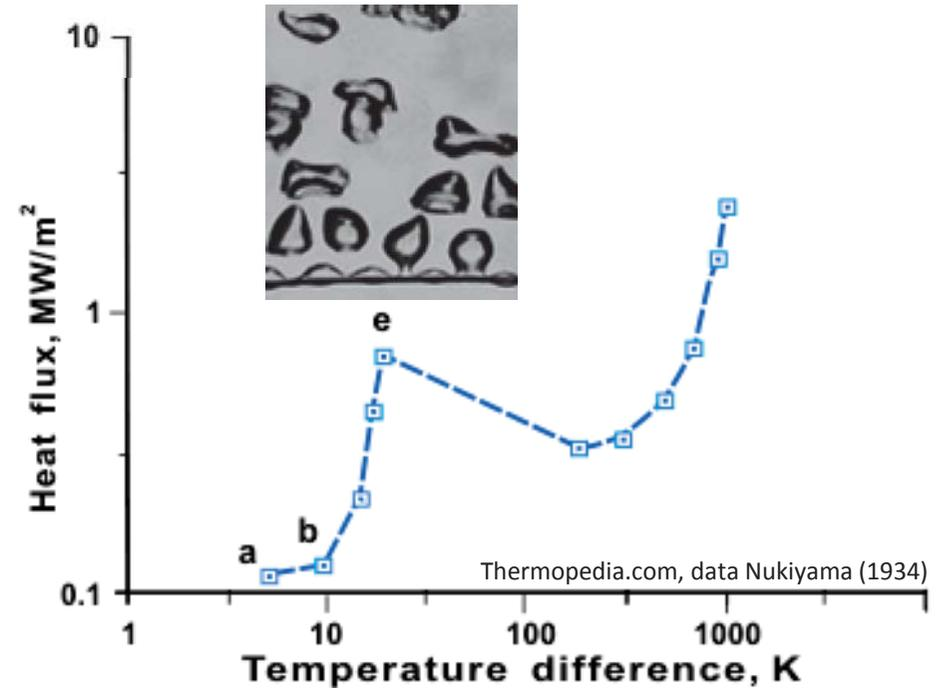 10
Heat flux, MW/m²
1
e
b
a
Thermopedia.com, data Nukiyama (1934)
0.1
1 10 100 1000
Temperature difference, K